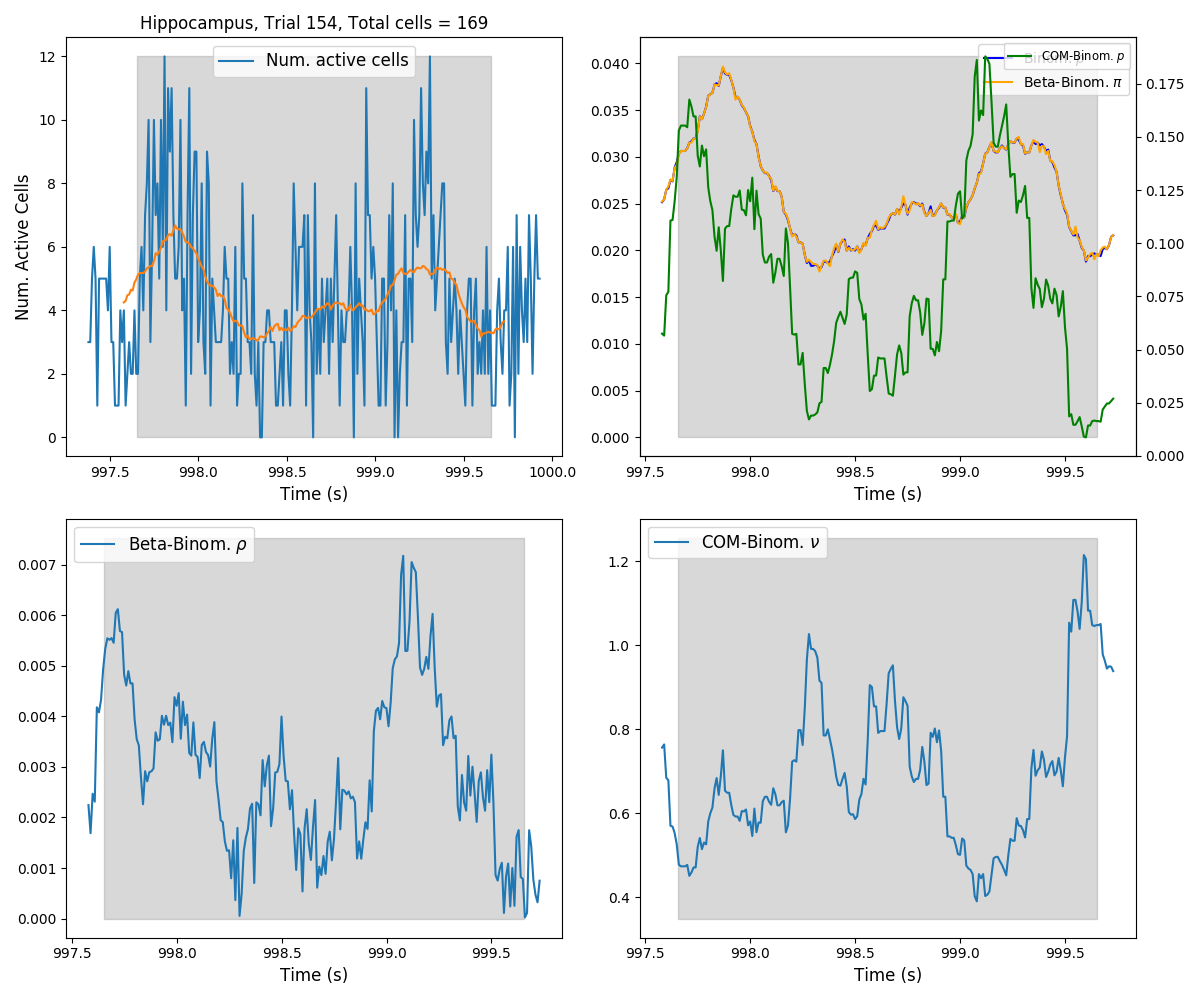 Hippocampus, Trial 154, Total cells = 169
Num. active cells
Num. Active Cells
12
10
8
6
4
2
0
997.5 998.0 998.5 999.0 999.5 1000.0
Time (s)
Binom. p
COM-Binom. p
Beta-Binom. π
0.040
0.035
0.030
0.025
0.020
0.015
0.010
0.005
0.000
0.175
0.150
0.125
0.100
0.075
0.050
0.025
0.000
997.5 998.0 998.5 999.0 999.5
Time (s)
Beta-Binom. ρ
0.007
0.006
0.005
0.004
0.003
0.002
0.001
0.000
997.5 998.0 998.5 999.0 999.5
Time (s)
COM-Binom. ν
1.2
1.0
0.8
0.6
0.4
997.5 998.0 998.5 999.0 999.5
Time (s)